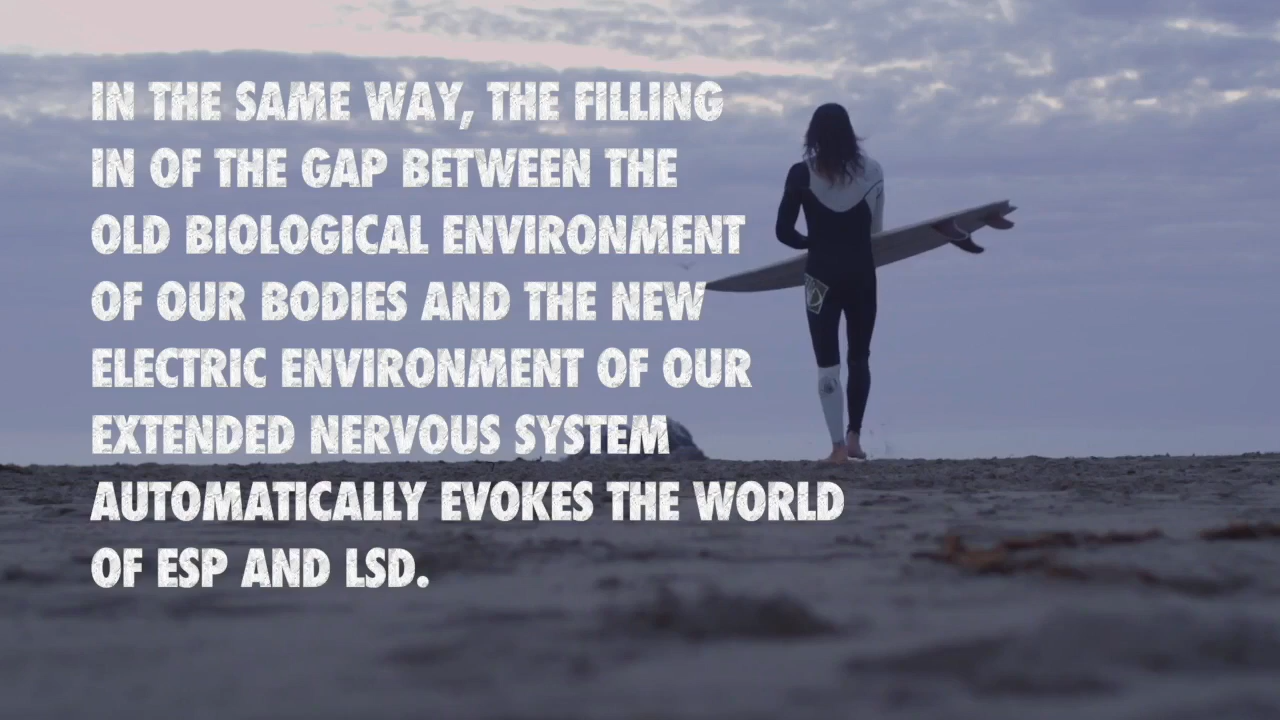 IN THE SAME WAY, THE FILLING
IN OF THE GAP BETWEEN THE
OLD BIOLOGICAL ENVIRONMENT
OF OUR BODIES AND THE NEW
ELECTRIC ENVIRONMENT OF OUR
EXTENDED NERVOUS SYSTEM
AUTOMATICALLY EVOKES THE WORLD
OF ESP AND LSD.